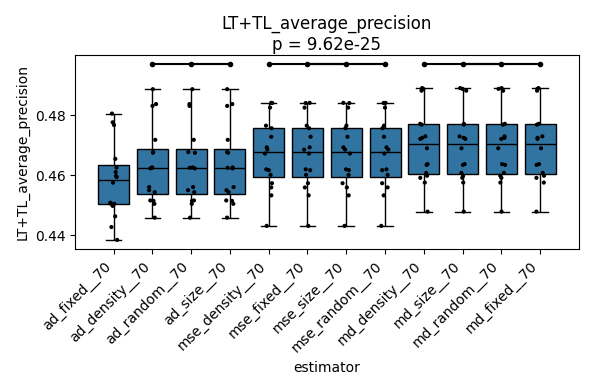 LT+TL_average_precision
p = 9.62e-25
LT+TL_average_precision
0.48
0.46
0.44
ad_fixed__70
ad_density__70
ad_random__70
ad_size__70
mse_density__70
mse_fixed__70
mse_size__70
mse_random__70
md_density__70
md_size__70
md_random__70
md_fixed__70
estimator